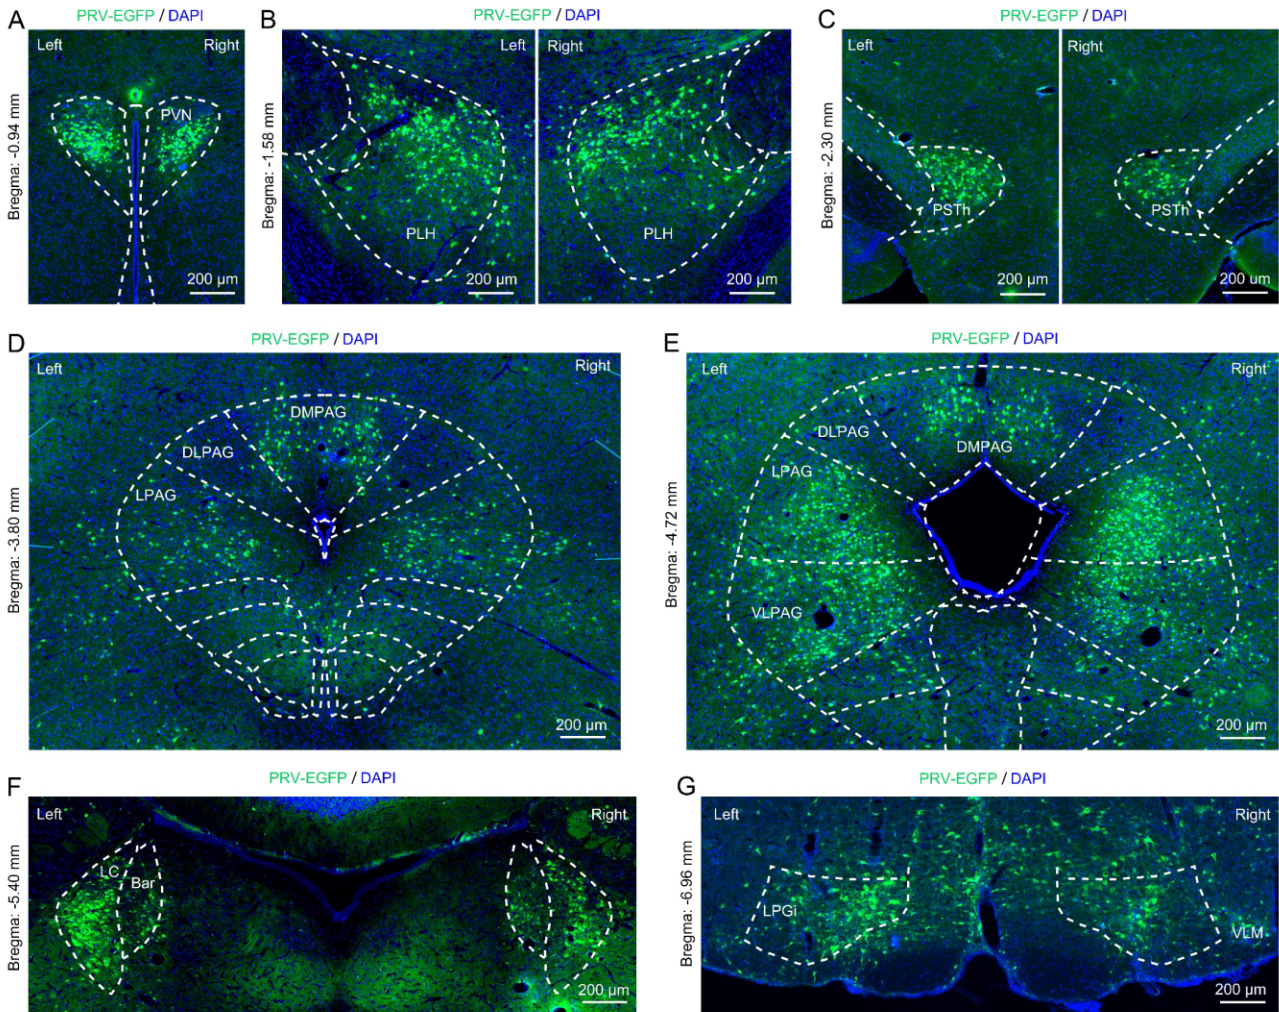 A
PRV-EGFP / DAPI
Left
Right
Bregma: -0.94 mm
PVN
200 µm
B
PRV-EGFP / DAPI
Left
Right
Bregma: -1.58 mm
PLH
PLH
200 µm
200 µm
C
PRV-EGFP / DAPI
Left
Right
Bregma: -2.30 mm
PSTh
PSTh
200 µm
200 um
D
PRV-EGFP / DAPI
Left
Right
Bregma: -3.80 mm
DMPAG
DLPAG
LPAG
200 µm
E
PRV-EGFP / DAPI
Left
Right
Bregma: -4.72 mm
DLPAG
DMPAG
LPAG
VLPAG
200 µm
F
PRV-EGFP / DAPI
Left
Right
Bregma: -5.40 mm
LC
Bar
200 µm
G
PRV-EGFP / DAPI
Left
Right
Bregma: -6.96 mm
LPGi
VLM
200 µm